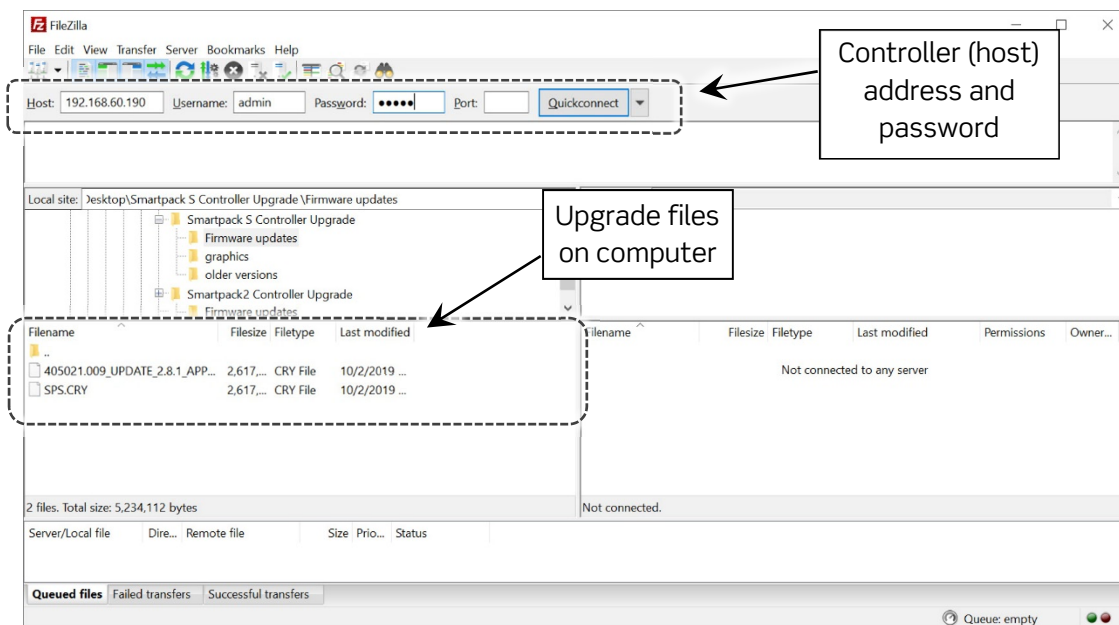 FileZilla
File Edit View Transfer Server Bookmarks Help
Host: 192.168.60.190 Username: admin Password: ●●●●● Port: Quickconnect
Controller (host)
address and
password
Local site: Desktop\Smartpack S Controller Upgrade \Firmware updates
Smartpack S Controller Upgrade
Firmware updates
graphics
older versions
Smartpack2 Controller Upgrade
Firmware updates
Upgrade files
on computer
Filename Filesize Filetype Last modified
..
405021.009_UPDATE_2.8.1_APP... 2,617,... CRY File 10/2/2019 ...
SPS.CRY 2,617,... CRY File 10/2/2019 ...
2 files. Total size: 5,234,112 bytes
Filename Filesize Filetype Last modified Permissions Owner...
Not connected to any server
Not connected.
Server/Local file Dire... Remote file Size Prio... Status
Queued files Failed transfers Successful transfers
Queue: empty